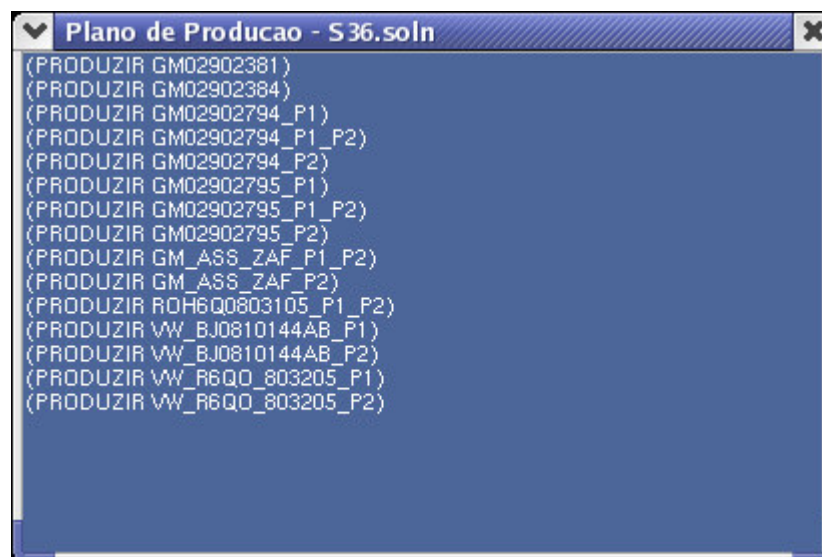 Plano de Producao - S36.soln
(PRODUZIR GM02902381)
(PRODUZIR GM02902384)
(PRODUZIR GM02902794_P1)
(PRODUZIR GM02902794_P1_P2)
(PRODUZIR GM02902794_P2)
(PRODUZIR GM02902795_P1)
(PRODUZIR GM02902795_P1_P2)
(PRODUZIR GM02902795_P2)
(PRODUZIR GM_ASS_ZAF_P1_P2)
(PRODUZIR GM_ASS_ZAF_P2)
(PRODUZIR ROH6Q0803105_P1_P2)
(PRODUZIR VW_BJ0810144AB_P1)
(PRODUZIR VW_BJ0810144AB_P2)
(PRODUZIR VW_R6QO_803205_P1)
(PRODUZIR VW_R6QO_803205_P2)